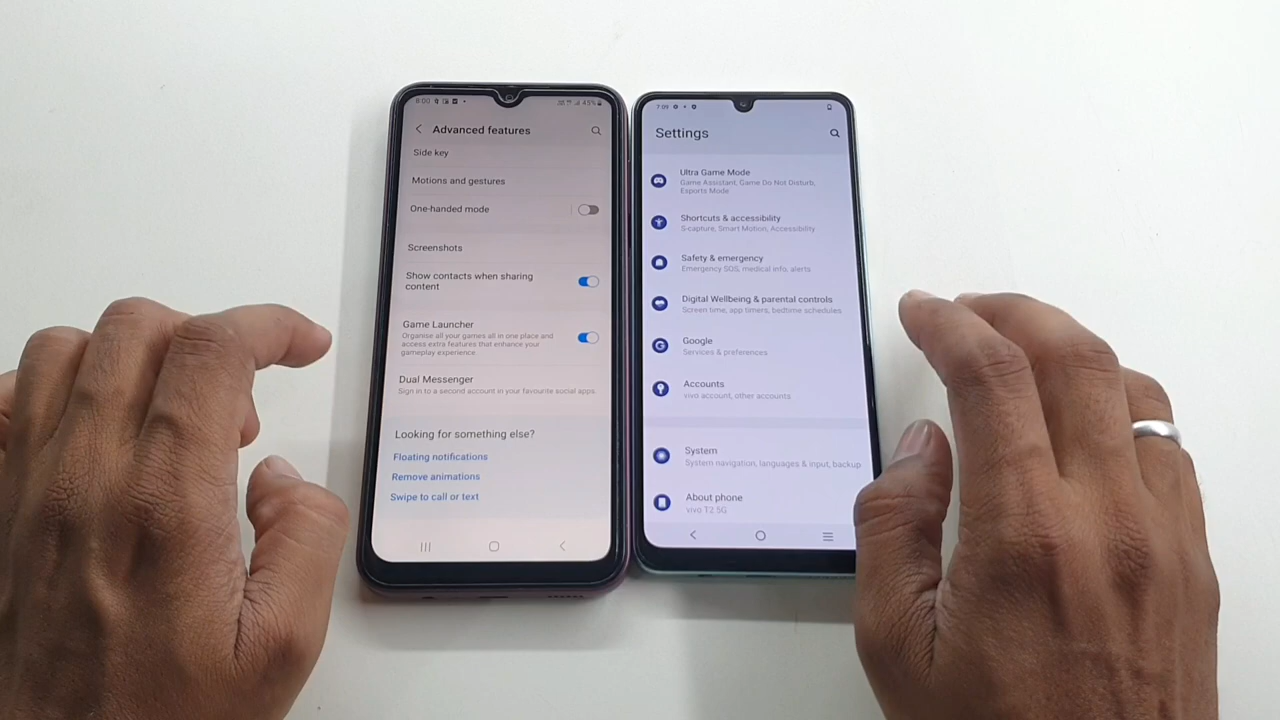 8:00
45%
Advanced features
Side key
Motions and gestures
One-handed mode
Screenshots
Show contacts when sharing
content
Game Launcher
Organise all your games all in one place and
access extra features that enhance your
gameplay experience
Dual Messenger
Sign in to a second account in your favourite social apps.
Looking for something else?
Floating notifications
Remove animations
Swipe to call or text
7:09
Settings
Ultra Game Mode
Game Assistant, Game Do Not Disturb,
Esports Mode
Shortcuts & accessibility
S-capture, Smart Motion, Accessibility
Safety & emergency
Emergency SOS, medical info, alerts
Digital Wellbeing & parental controls
Screen time, app timers, bedtime schedules
Google
Services & preferences
Accounts
vivo account, other accounts
System
System navigation, languages & input, backup
About phone
vivo T2 5G